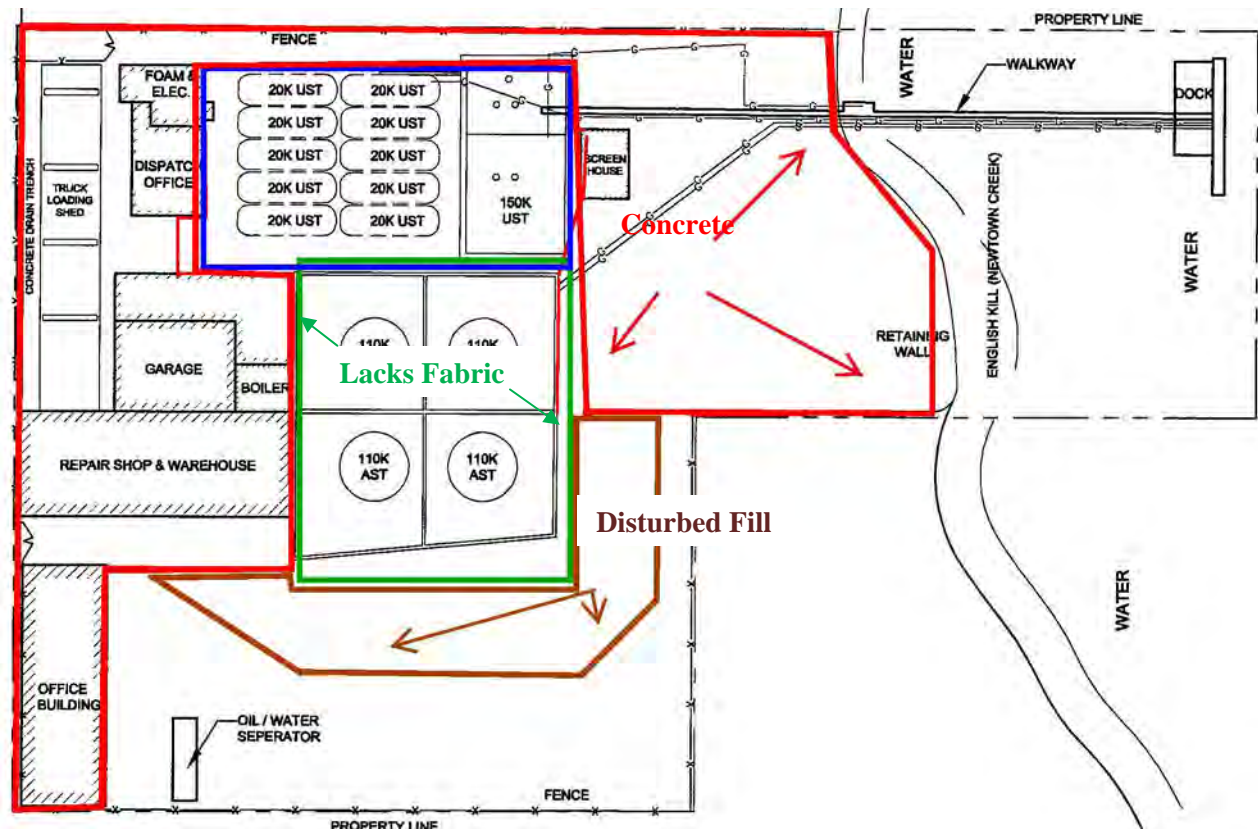 PROPERTY LINE
FENCE
WATER
WALKWAY
DOCK
FOAM &
ELEC.
20K UST
20K UST
20K UST
20K UST
20K UST
20K UST
20K UST
20K UST
20K UST
20K UST
150K
UST
SCREEN
HOUSE
DISPATCH
OFFICE
TRUCK
LOADING
SHED
CONCRETE DRAIN TRENCH
Concrete
ENGLISH KILL (NEWTOWN CREEK)
WATER
RETAINING
WALL
110K
110K
Lacks Fabric
GARAGE
BOILER
REPAIR SHOP & WAREHOUSE
110K
AST
110K
AST
Disturbed Fill
WATER
OFFICE
BUILDING
OIL / WATER
SEPERATOR
FENCE
PROPERTY LINE